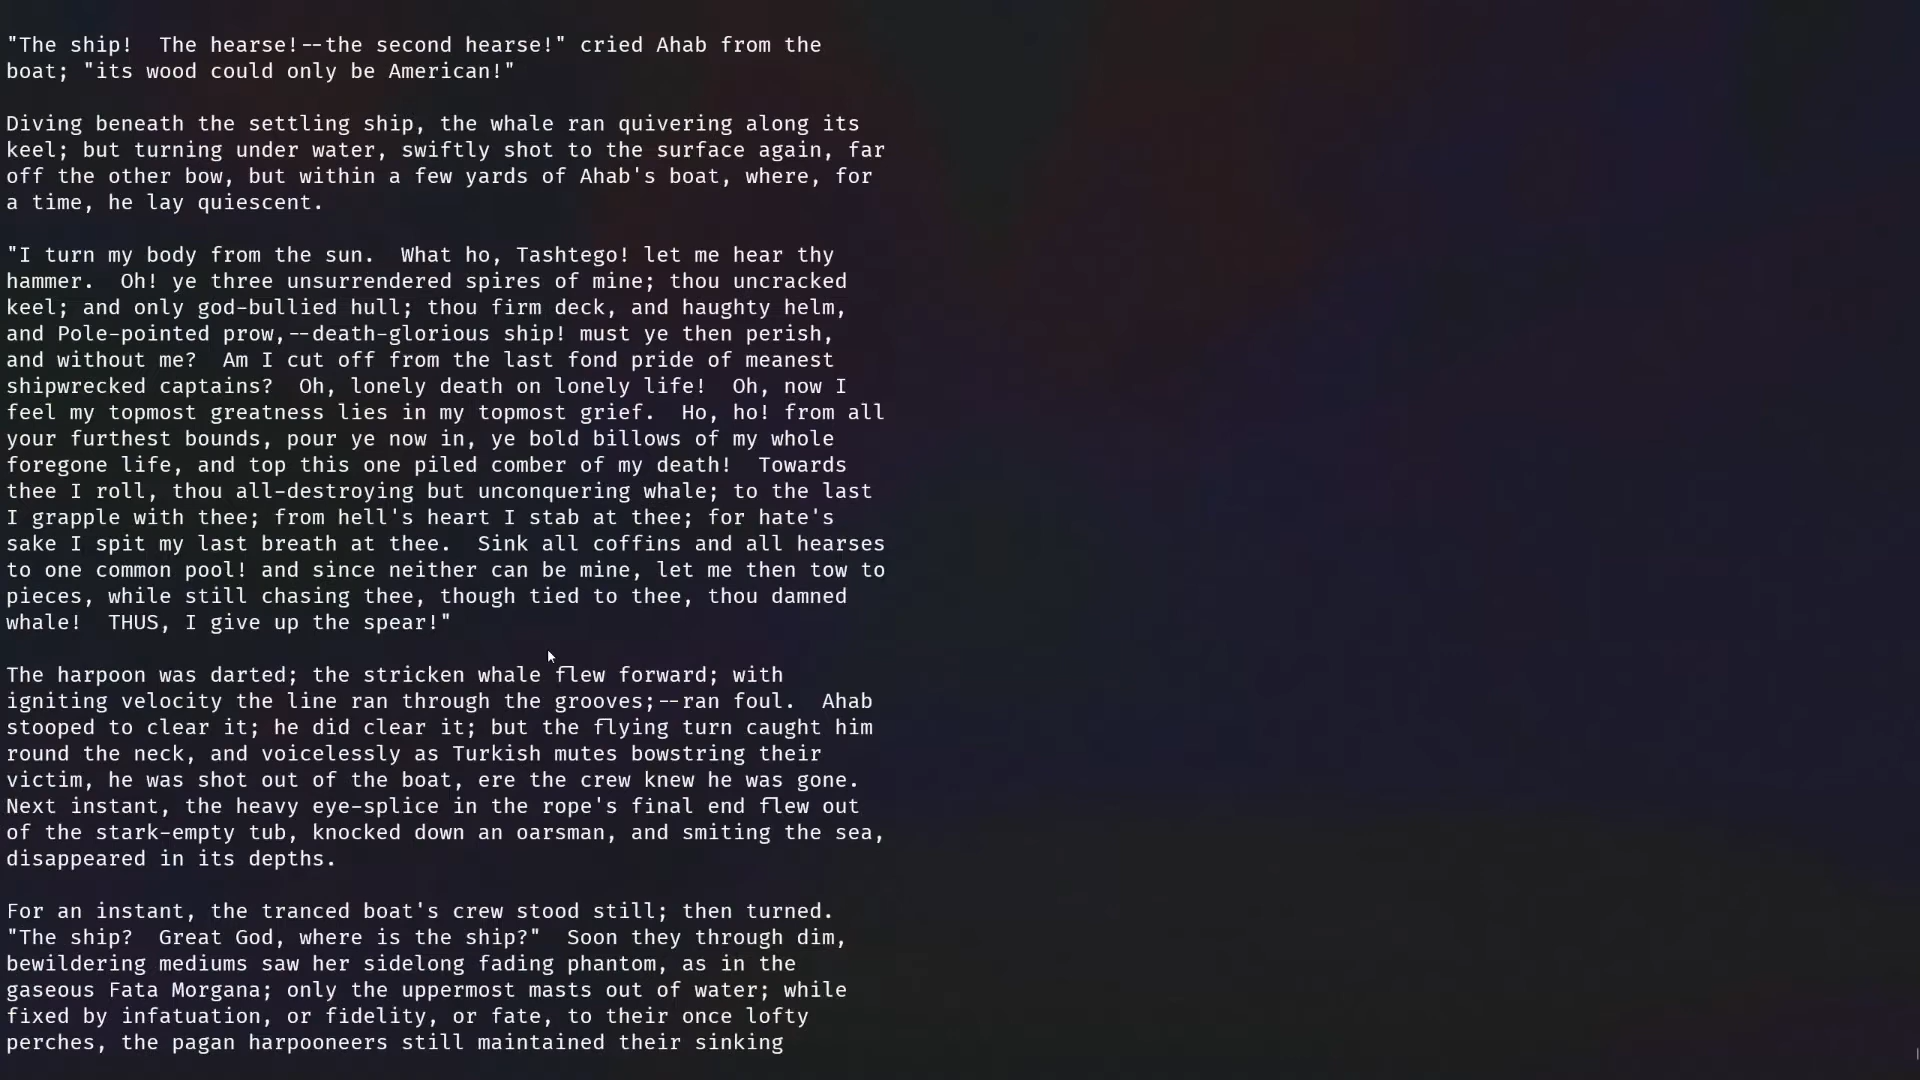 "The ship!  The hearse!--the second hearse!" cried Ahab from the
boat; "its wood could only be American!"
Diving beneath the settling ship, the whale ran quivering along its
keel; but turning under water, swiftly shot to the surface again, far
off the other bow, but within a few yards of Ahab's boat, where, for
a time, he lay quiescent.
"I turn my body from the sun.  What ho, Tashtego! let me hear thy
hammer.  Oh! ye three unsurrendered spires of mine; thou uncracked
keel; and only god-bullied hull; thou firm deck, and haughty helm,
and Pole-pointed prow,--death-glorious ship! must ye then perish,
and without me?  Am I cut off from the last fond pride of meanest
shipwrecked captains?  Oh, lonely death on lonely life!  Oh, now I
feel my topmost greatness lies in my topmost grief.  Ho, ho! from all
your furthest bounds, pour ye now in, ye bold billows of my whole
foregone life, and top this one piled comber of my death!  Towards
thee I roll, thou all-destroying but unconquering whale; to the last
I grapple with thee; from hell's heart I stab at thee; for hate's
sake I spit my last breath at thee.  Sink all coffins and all hearses
to one common pool! and since neither can be mine, let me then tow to
pieces, while still chasing thee, though tied to thee, thou damned
whale!  THUS, I give up the spear!"
The harpoon was darted; the stricken whale flew forward; with
igniting velocity the line ran through the grooves;--ran foul.  Ahab
stooped to clear it; he did clear it; but the flying turn caught him
round the neck, and voicelessly as Turkish mutes bowstring their
victim, he was shot out of the boat, ere the crew knew he was gone.
Next instant, the heavy eye-splice in the rope's final end flew out
of the stark-empty tub, knocked down an oarsman, and smiting the sea,
disappeared in its depths.
For an instant, the tranced boat's crew stood still; then turned.
"The ship?  Great God, where is the ship?"  Soon they through dim,
bewildering mediums saw her sidelong fading phantom, as in the
gaseous Fata Morgana; only the uppermost masts out of water; while
fixed by infatuation, or fidelity, or fate, to their once lofty
perches, the pagan harpooneers still maintained their sinking